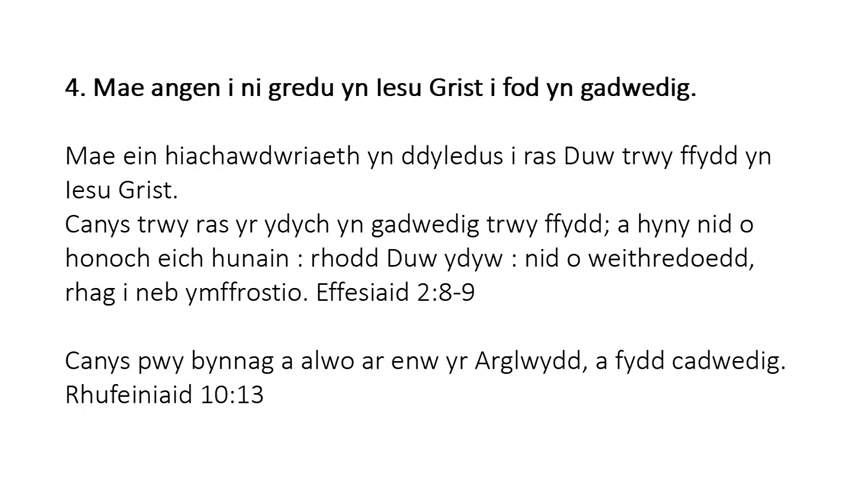 4. Mae angen i ni gredu yn Iesu Grist i fod yn gadwedig.
Mae ein hiachawdwriaeth yn ddyledus i ras Duw trwy ffydd yn
Iesu Grist.
Canys trwy ras yr ydych yn gadwedig trwy ffydd; a hyny nid o
honoch eich hunain : rhodd Duw ydyw : nid o weithredoedd,
rhag i neb ymffrostio. Effesiaid 2:8-9
Canys pwy bynnag a alwo ar enw yr Arglwydd, a fydd cadwedig.
Rhufeiniaid 10:13